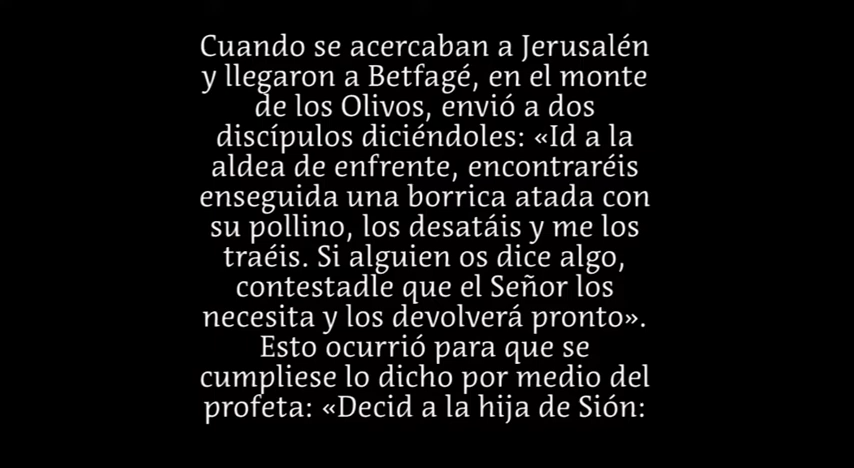 Cuando se acercaban a Jerusalén
y llegaron a Betfagé, en el monte
de los Olivos, envió a dos
discípulos diciéndoles: «Id a la
aldea de enfrente, encontraréis
enseguida una borrica atada con
su pollino, los desatáis y me los
traéis. Si alguien os dice algo,
contestadle que el Señor los
necesita y los devolverá pronto».
Esto ocurrió para que se
cumpliese lo dicho por medio del
profeta: «Decid a la hija de Sión: